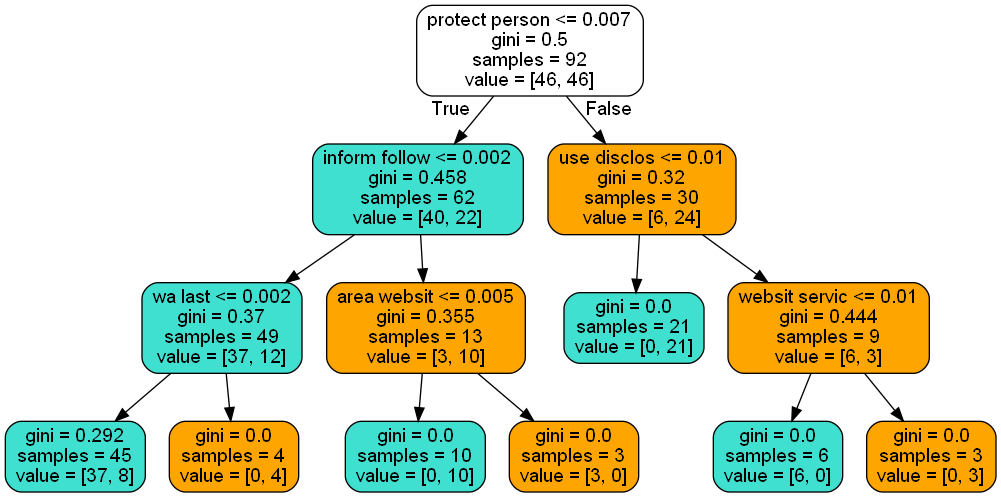 protect person <= 0.007
gini = 0.5
samples = 92
value = [46, 46]
True
False
inform follow <= 0.002
gini = 0.458
samples = 62
value = [40, 22]
use disclos <= 0.01
gini = 0.32
samples = 30
value = [6, 24]
wa last <= 0.002
gini = 0.37
samples = 49
value = [37, 12]
area websit <= 0.005
gini = 0.355
samples = 13
value = [3, 10]
gini = 0.0
samples = 21
value = [0, 21]
websit servic <= 0.01
gini = 0.444
samples = 9
value = [6, 3]
gini = 0.292
samples = 45
value = [37, 8]
gini = 0.0
samples = 4
value = [0, 4]
gini = 0.0
samples = 10
value = [0, 10]
gini = 0.0
samples = 3
value = [3, 0]
gini = 0.0
samples = 6
value = [6, 0]
gini = 0.0
samples = 3
value = [0, 3]